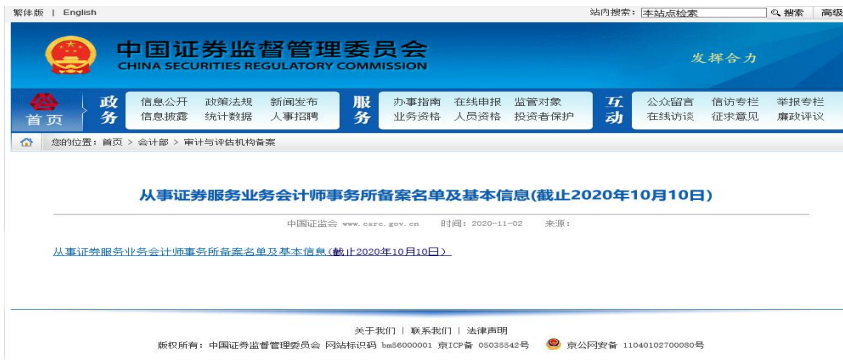 繁体版 | English
站内搜索: 本站点检索 搜索 高级
中国证券监督管理委员会
CHINA SECURITIES REGULATORY COMMISSION
发挥合力
首页
政务
信息公开 政策法规 新闻发布
信息披露 统计数据 人事招聘
服务
办事指南 在线申报 监管对象
业务资格 人员资格 投资者保护
互动
公众留言 信访专栏 举报专栏
在线访谈 征求意见 廉政评议
您的位置: 首页 > 会计部 > 审计与评估机构备案
从事证券服务业务会计师事务所备案名单及基本信息(截止2020年10月10日)
中国证监会 www.csrc.gov.cn 时间: 2020-11-02 来源:
从事证券服务业务会计师事务所备案名单及基本信息(截止2020年10月10日)
关于我们 | 联系我们 | 法律声明
版权所有: 中国证券监督管理委员会 网站标识码 bm56000001 京ICP备 05035542号 京公网安备 11040102700080号